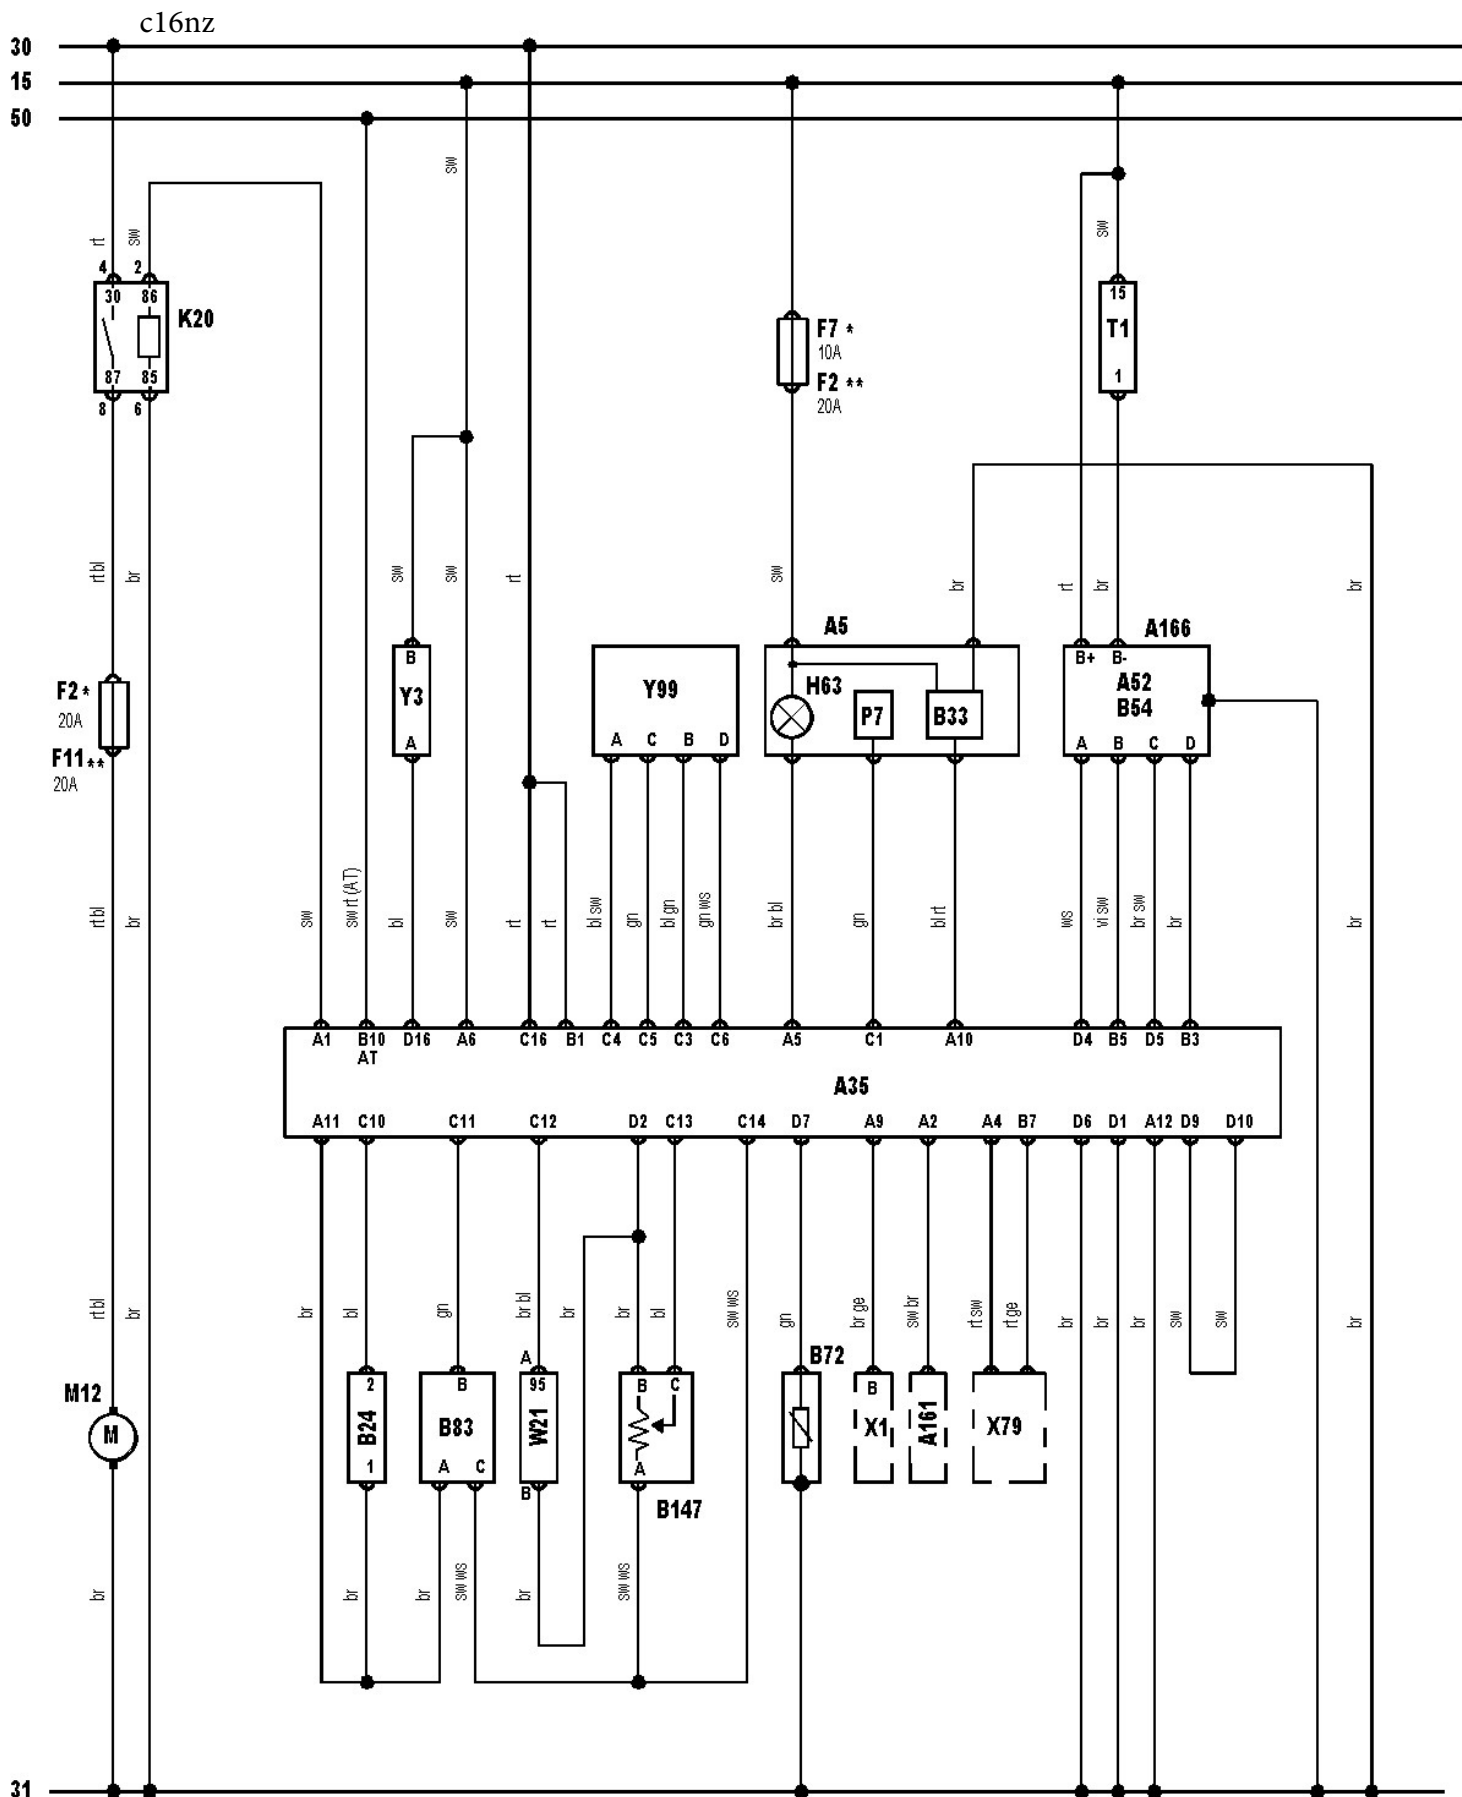 c16nz
30
15
50
sw
rt sw sw
4 2
30 86 15
K20 T1
F7 *
10A
87 85 1
F2 **
20A
8 6
rt bl br sw sw rt sw br rt br br
A5 A166
B B+ B-
F2 * Y3 Y99 H63 P7 B33 A52
20A B54
A A C B D A B C D
F11 **
20A
rt bl br sw sw rt (AT) bl sw rt rt bl sw gn bl gn gn ws br bl gn bl rt ws vi sw br sw br br
A1 B10 D16 A6 C16 B1 C4 C5 C3 C6 A5 C1 A10 D4 B5 D5 B3
AT
A35
A11 C10 C11 C12 D2 C13 C14 D7 A9 A2 A4 B7 D6 D1 A12 D9 D10
rt bl br br bl gn br bl br br bl sw ws gn br ge sw br rt sw rt ge br br br sw sw br
A B72
2 B 95 B C B
M12
M B24 B83 W21 X1 A161 X79
1 A C A
B B147
br br br sw ws br sw ws
31